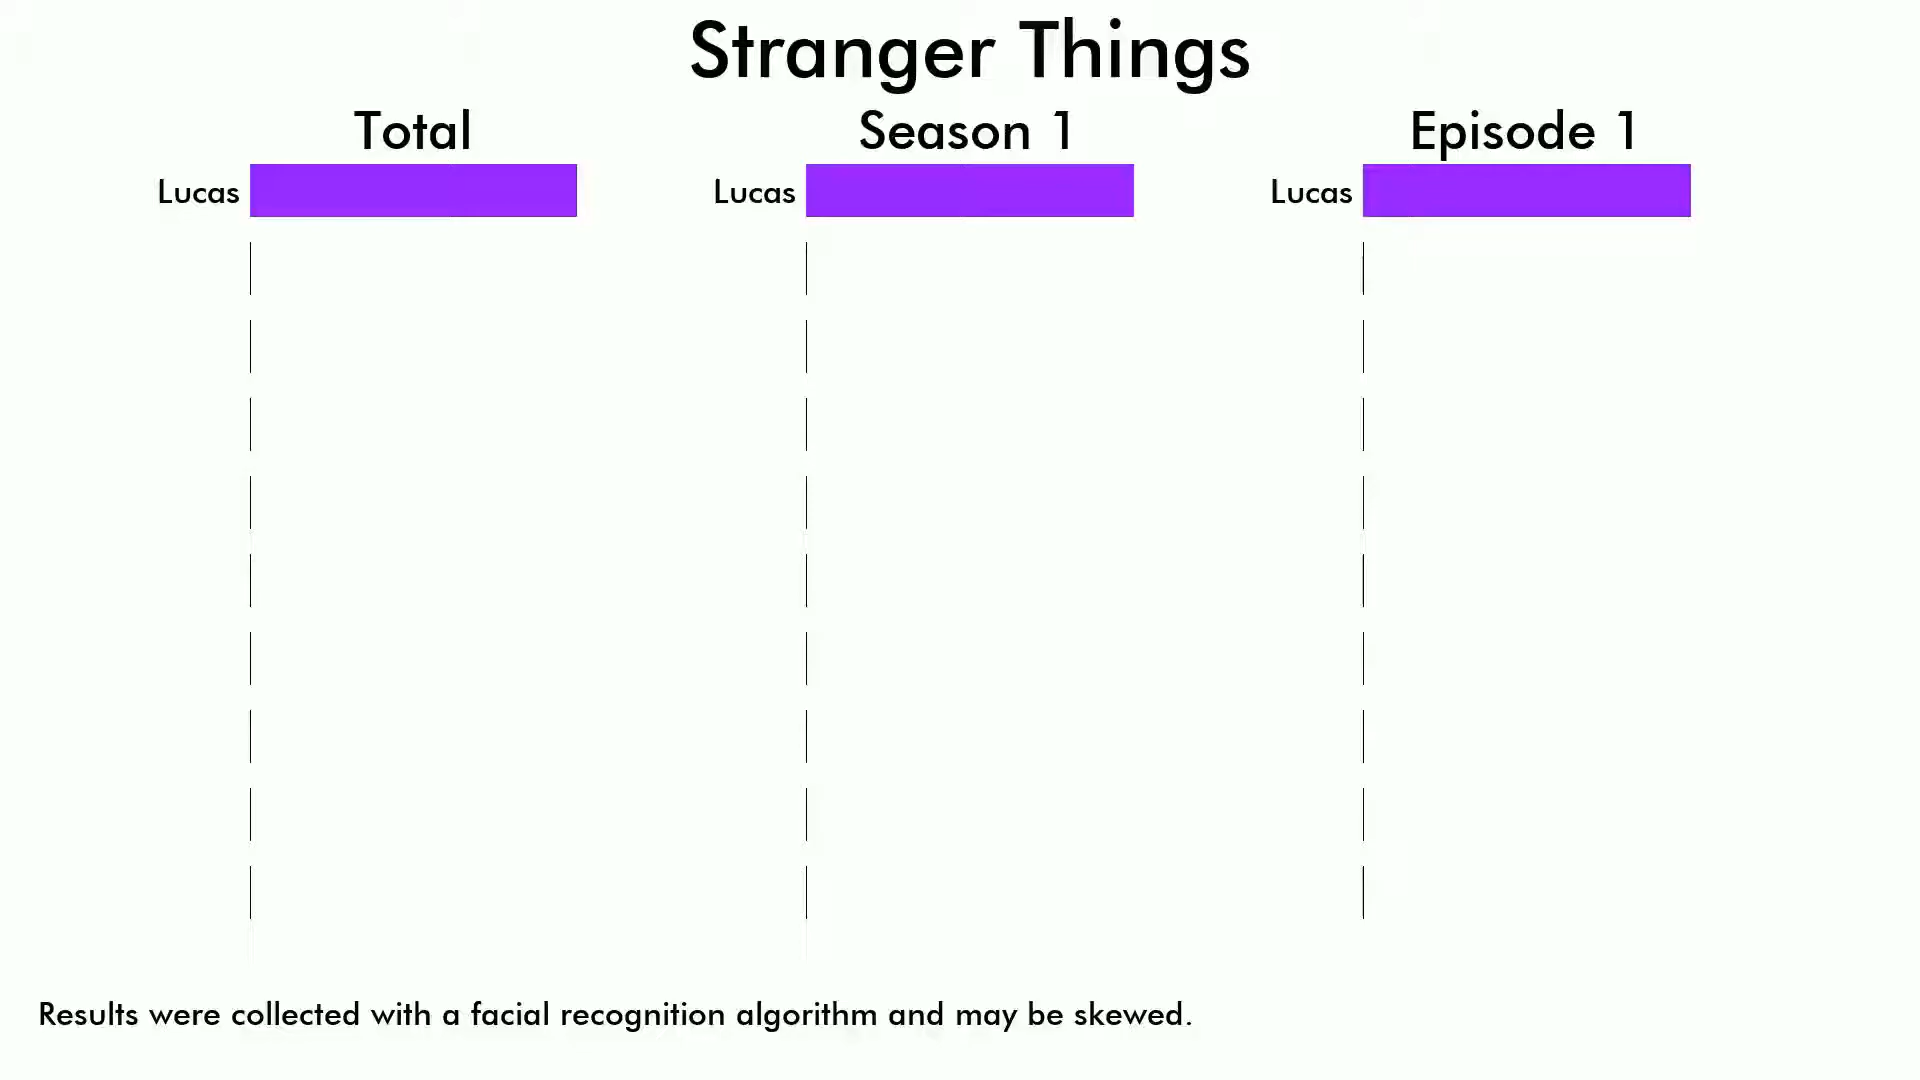 Stranger Things
Total
Season 1
Episode 1
Lucas
Lucas
Lucas
Results were collected with a facial recognition algorithm and may be skewed.